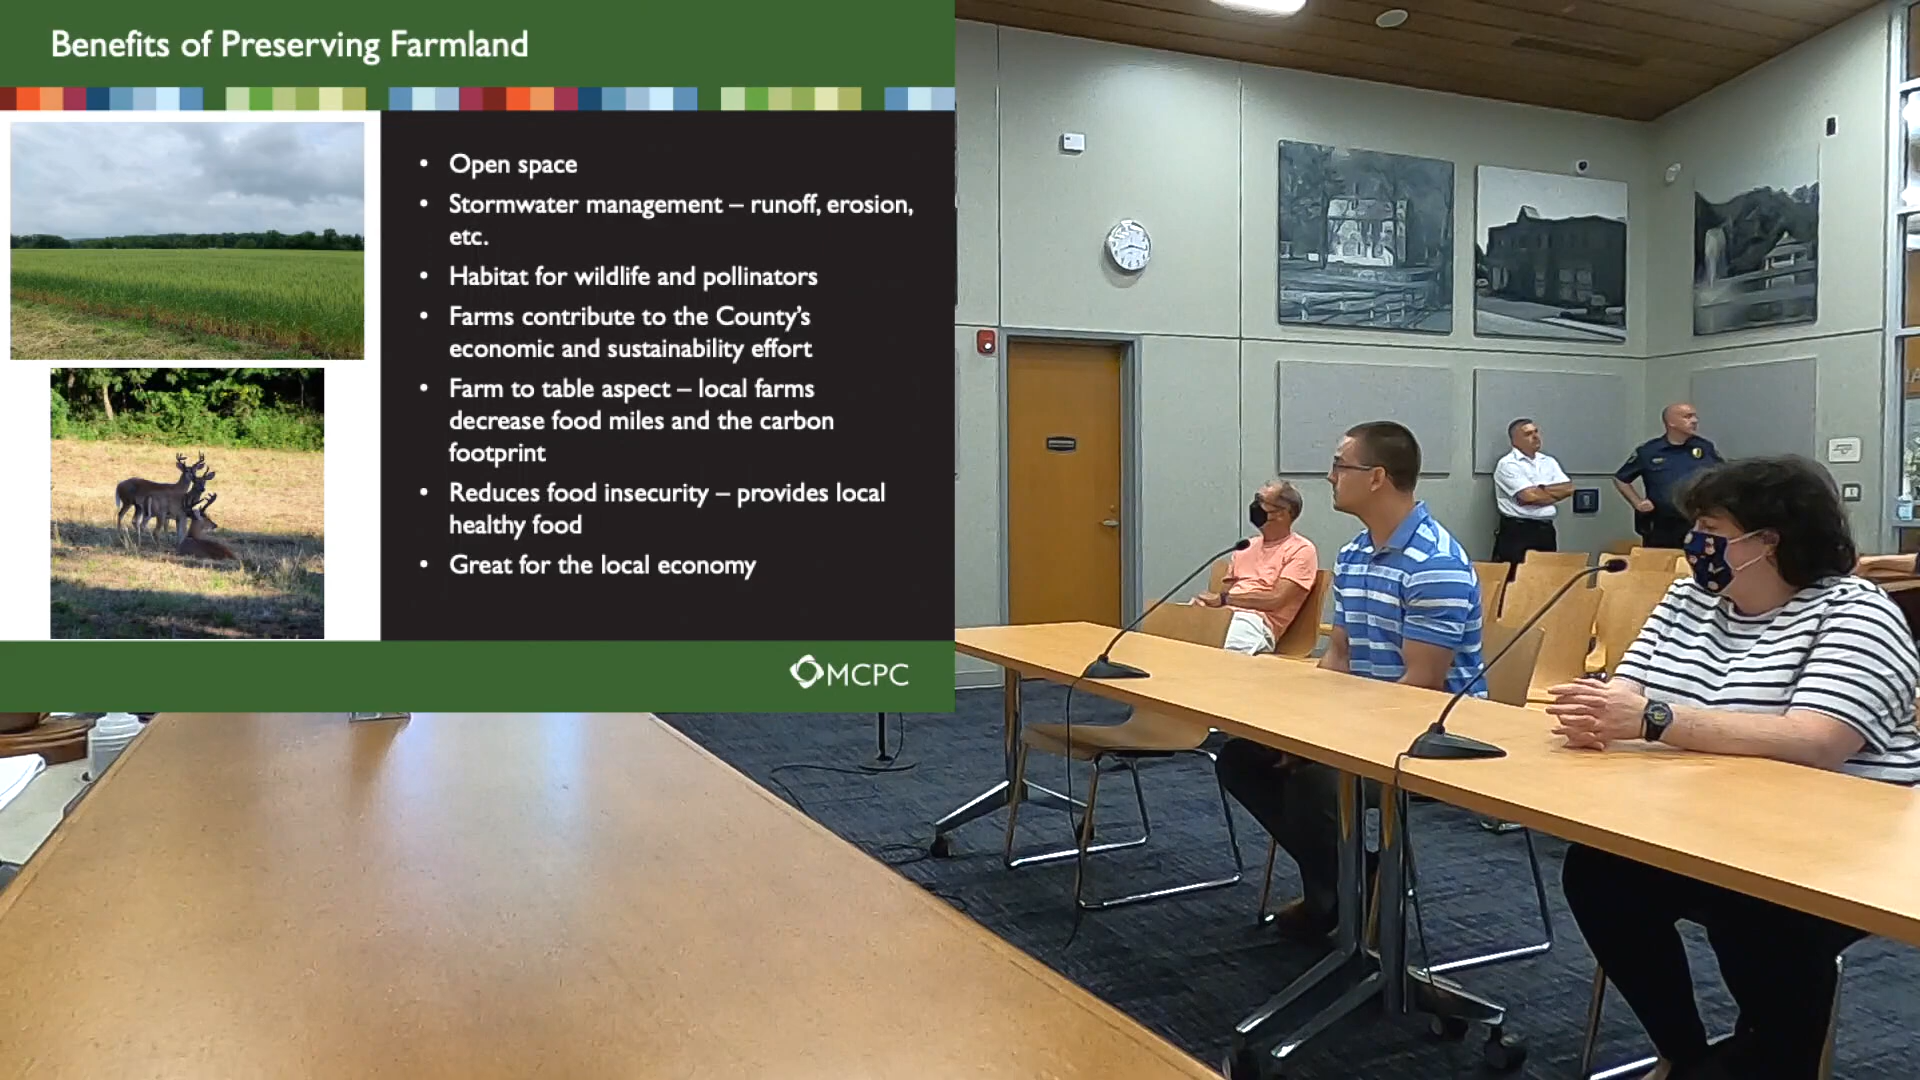 Benefits of Preserving Farmland
• Open space
• Stormwater management – runoff, erosion,
etc.
• Habitat for wildlife and pollinators
• Farms contribute to the County's
economic and sustainability effort
• Farm to table aspect – local farms
decrease food miles and the carbon
footprint
• Reduces food insecurity – provides local
healthy food
• Great for the local economy
MCPC